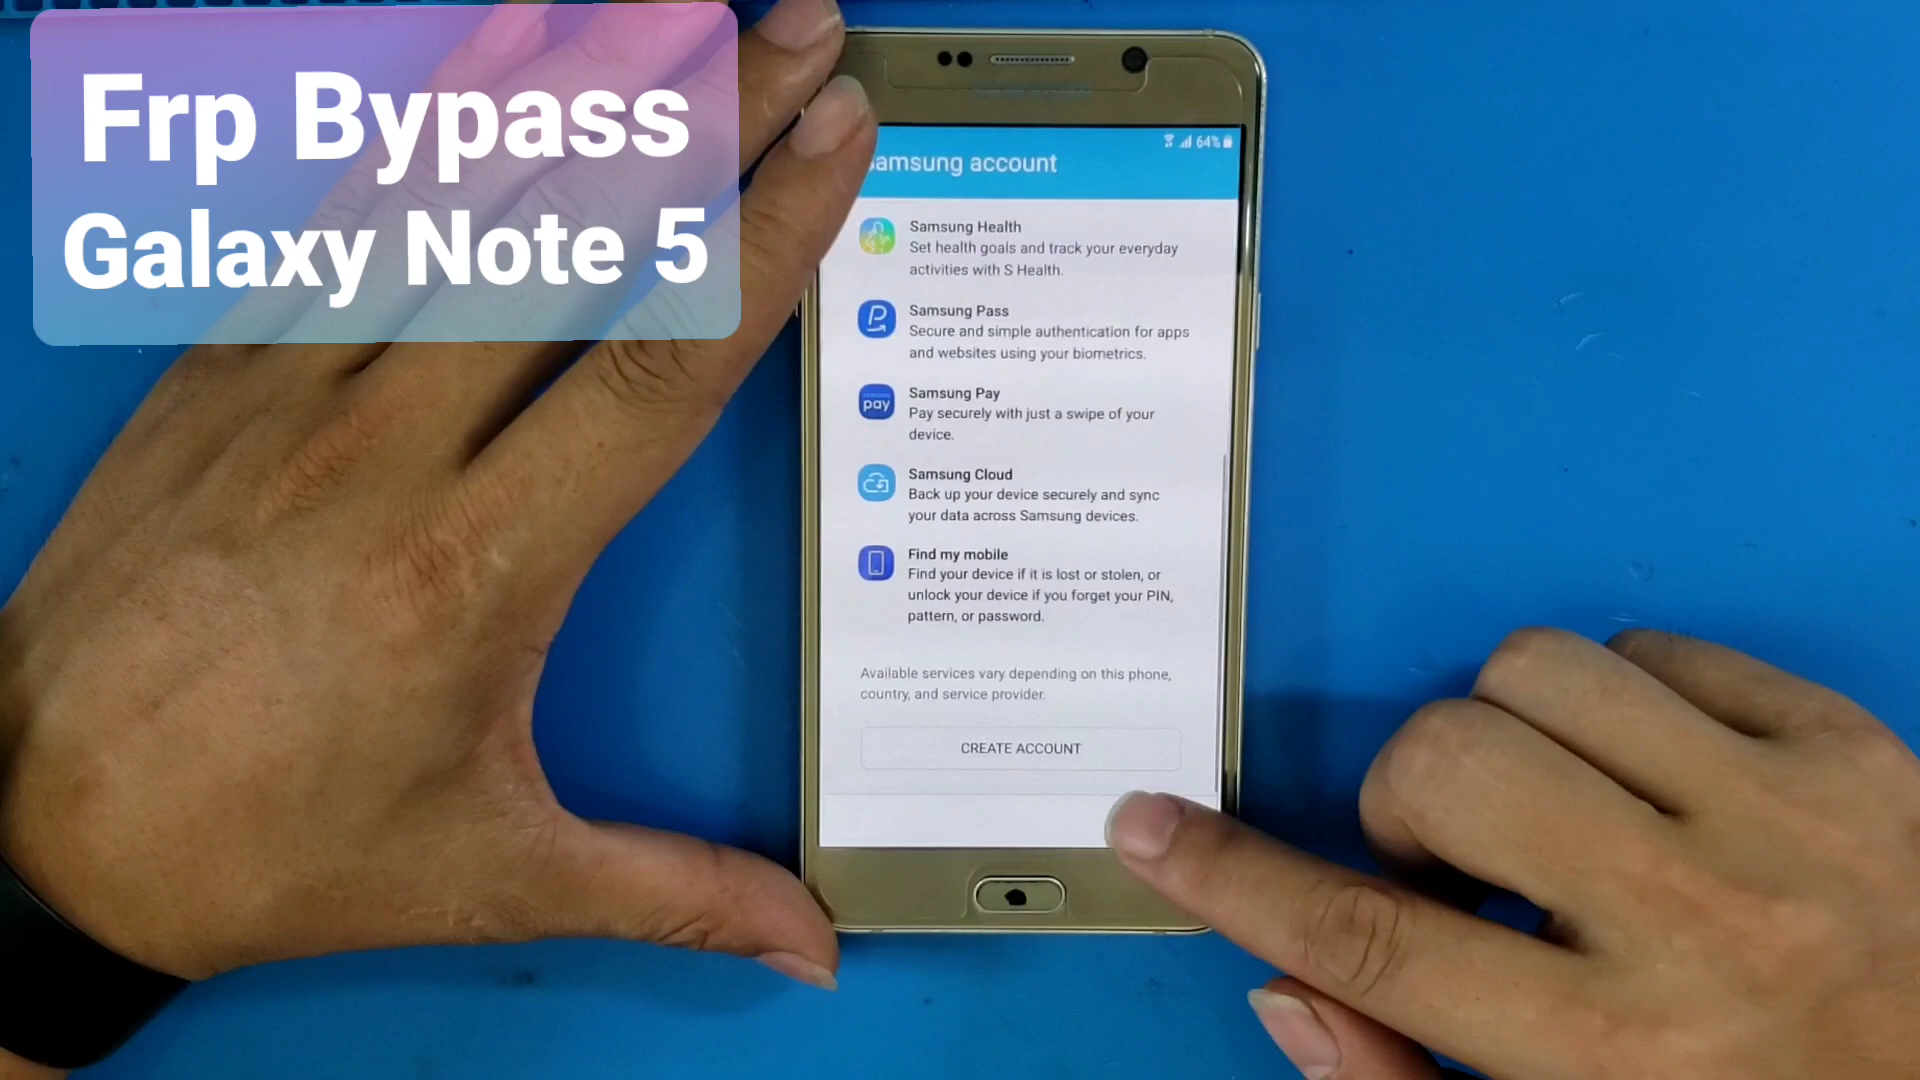 Frp Bypass
Galaxy Note 5
64%
Samsung account
Samsung Health
Set health goals and track your everyday
activities with S Health.
Samsung Pass
Secure and simple authentication for apps
and websites using your biometrics.
pay
Samsung Pay
Pay securely with just a swipe of your
device.
Samsung Cloud
Back up your device securely and sync
your data across Samsung devices.
Find my mobile
Find your device if it is lost or stolen, or
unlock your device if you forget your PIN,
pattern, or password.
Available services vary depending on this phone,
country, and service provider.
CREATE ACCOUNT